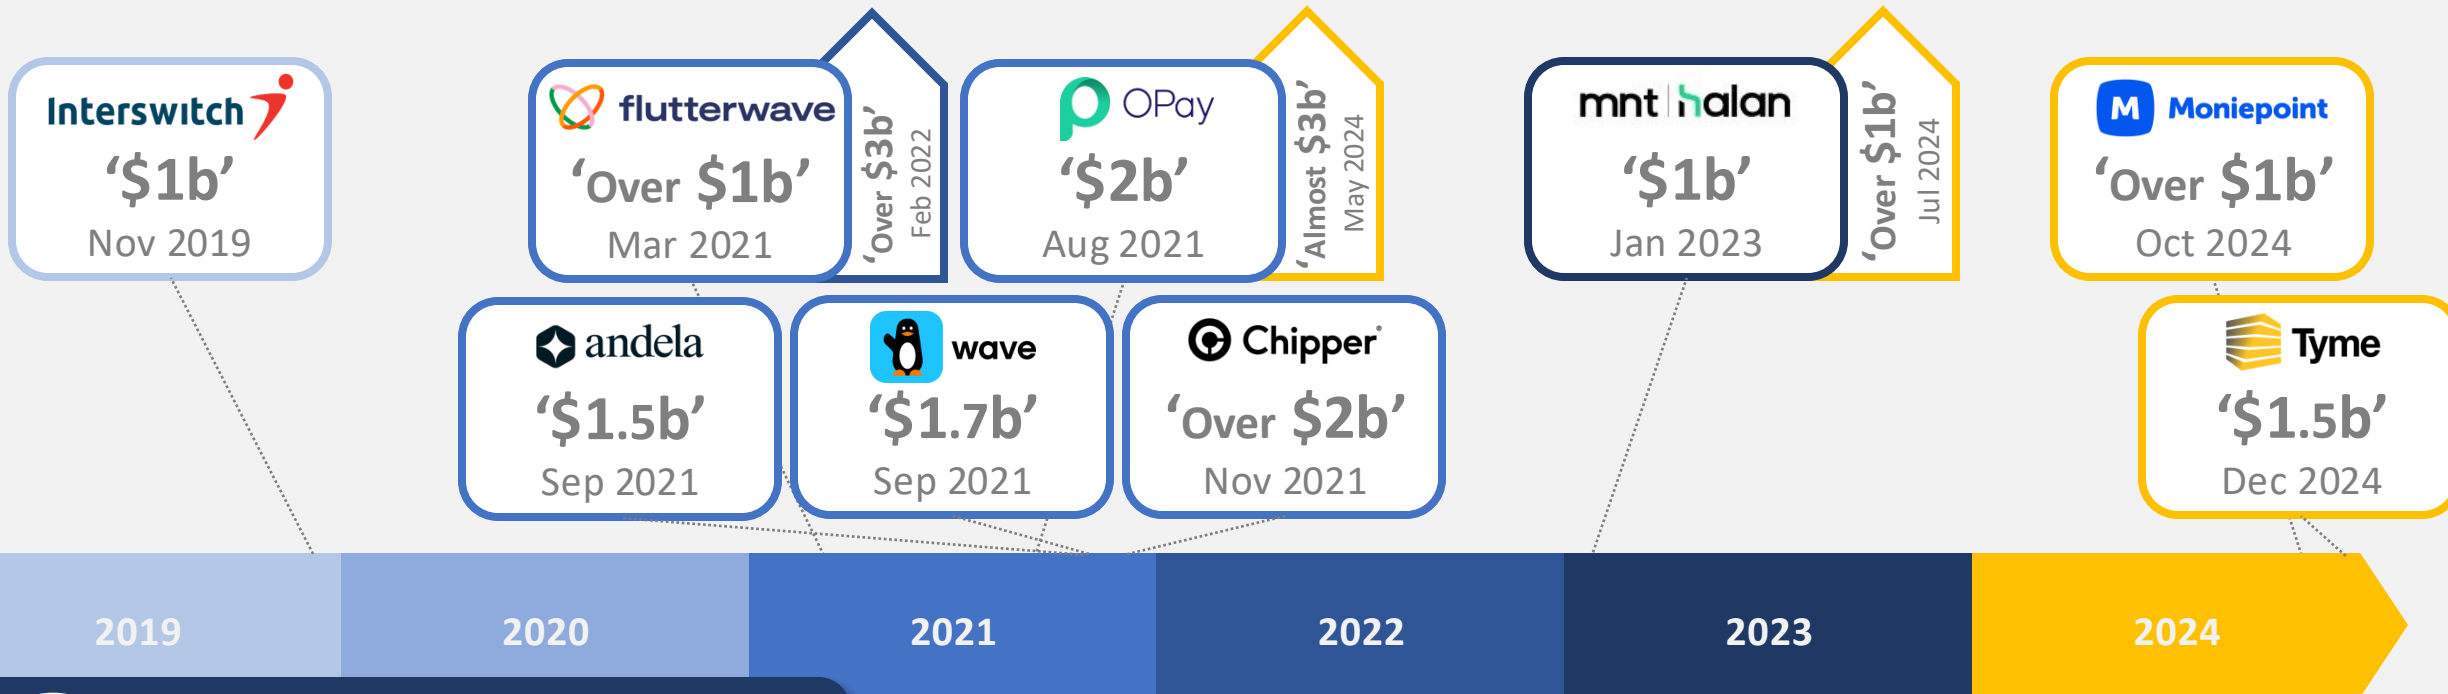 Interswitch
‘$1b’
Nov 2019
flutterwave
‘Over $1b’
Mar 2021
‘Over $3b’
Feb 2022
OPay
‘$2b’
Aug 2021
‘Almost $3b’
May 2024
mnt halan
‘$1b’
Jan 2023
‘Over $1b’
Jul 2024
M Moniepoint
‘Over $1b’
Oct 2024
andela
‘$1.5b’
Sep 2021
wave
‘$1.7b’
Sep 2021
Chipper
‘Over $2b’
Nov 2021
Tyme
‘$1.5b’
Dec 2024
2019
2020
2021
2022
2023
2024